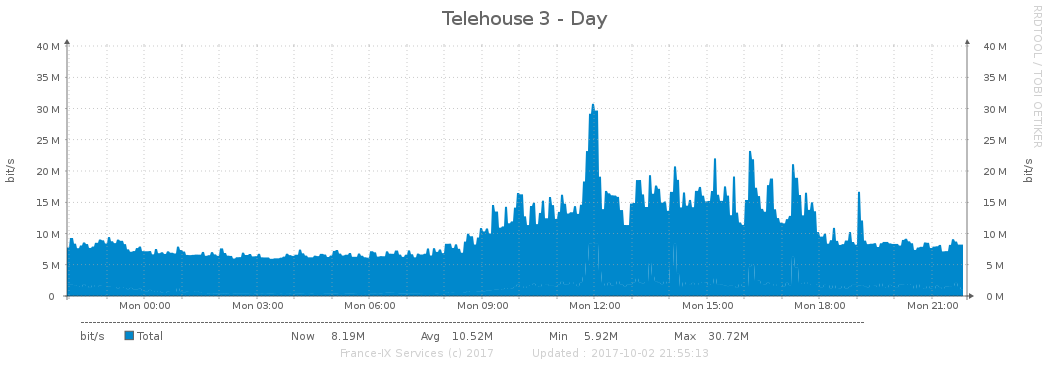 Telehouse 3 - Day
RRDTOOL / TOBI OETIKER
bit/s
40 M 40 M
35 M 35 M
30 M 30 M
25 M 25 M
20 M 20 M
15 M 15 M
10 M 10 M
5 M 5 M
0 0 M
bit/s
Mon 00:00 Mon 03:00 Mon 06:00 Mon 09:00 Mon 12:00 Mon 15:00 Mon 18:00 Mon 21:00
bit/s Total Now 8.19M Avg 10.52M Min 5.92M Max 30.72M
France-IX Services (c) 2017 Updated : 2017-10-02 21:55:13